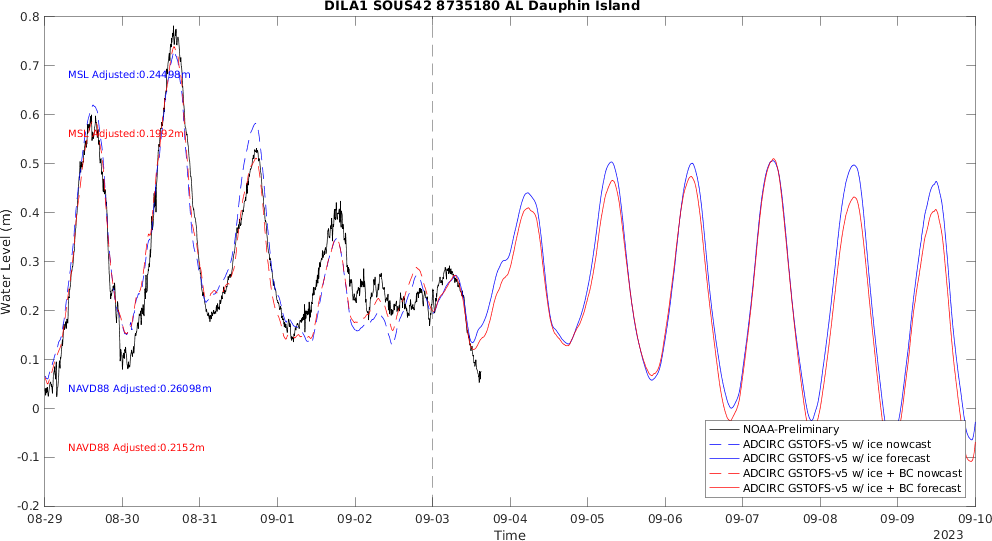 DILA1 SOUS42 8735180 AL Dauphin Island
0.8
0.7
0.6
0.5
0.4
0.3
0.2
0.1
0
-0.1
-0.2
Water Level (m)
MSL Adjusted:0.24498m
MSL Adjusted:0.1992m
NAVD88 Adjusted:0.26098m
NAVD88 Adjusted:0.2152m
NOAA-Preliminary
ADCIRC GSTOFS-v5 w/ ice nowcast
ADCIRC GSTOFS-v5 w/ ice forecast
ADCIRC GSTOFS-v5 w/ ice + BC nowcast
ADCIRC GSTOFS-v5 w/ ice + BC forecast
08-29 08-30 08-31 09-01 09-02 09-03 09-04 09-05 09-06 09-07 09-08 09-09 09-10
Time
2023